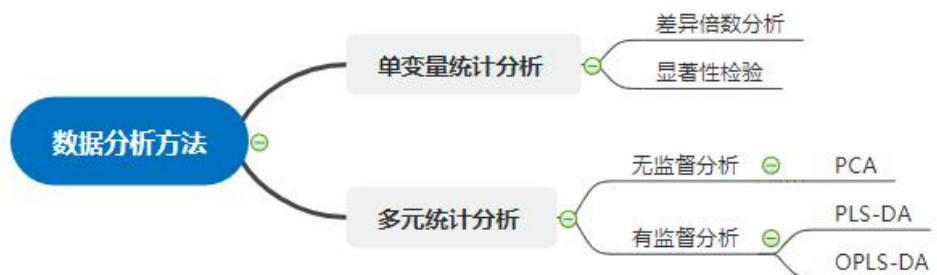 数据分析方法
单变量统计分析
差异倍数分析
显著性检验
多元统计分析
无监督分析
PCA
有监督分析
PLS-DA
OPLS-DA